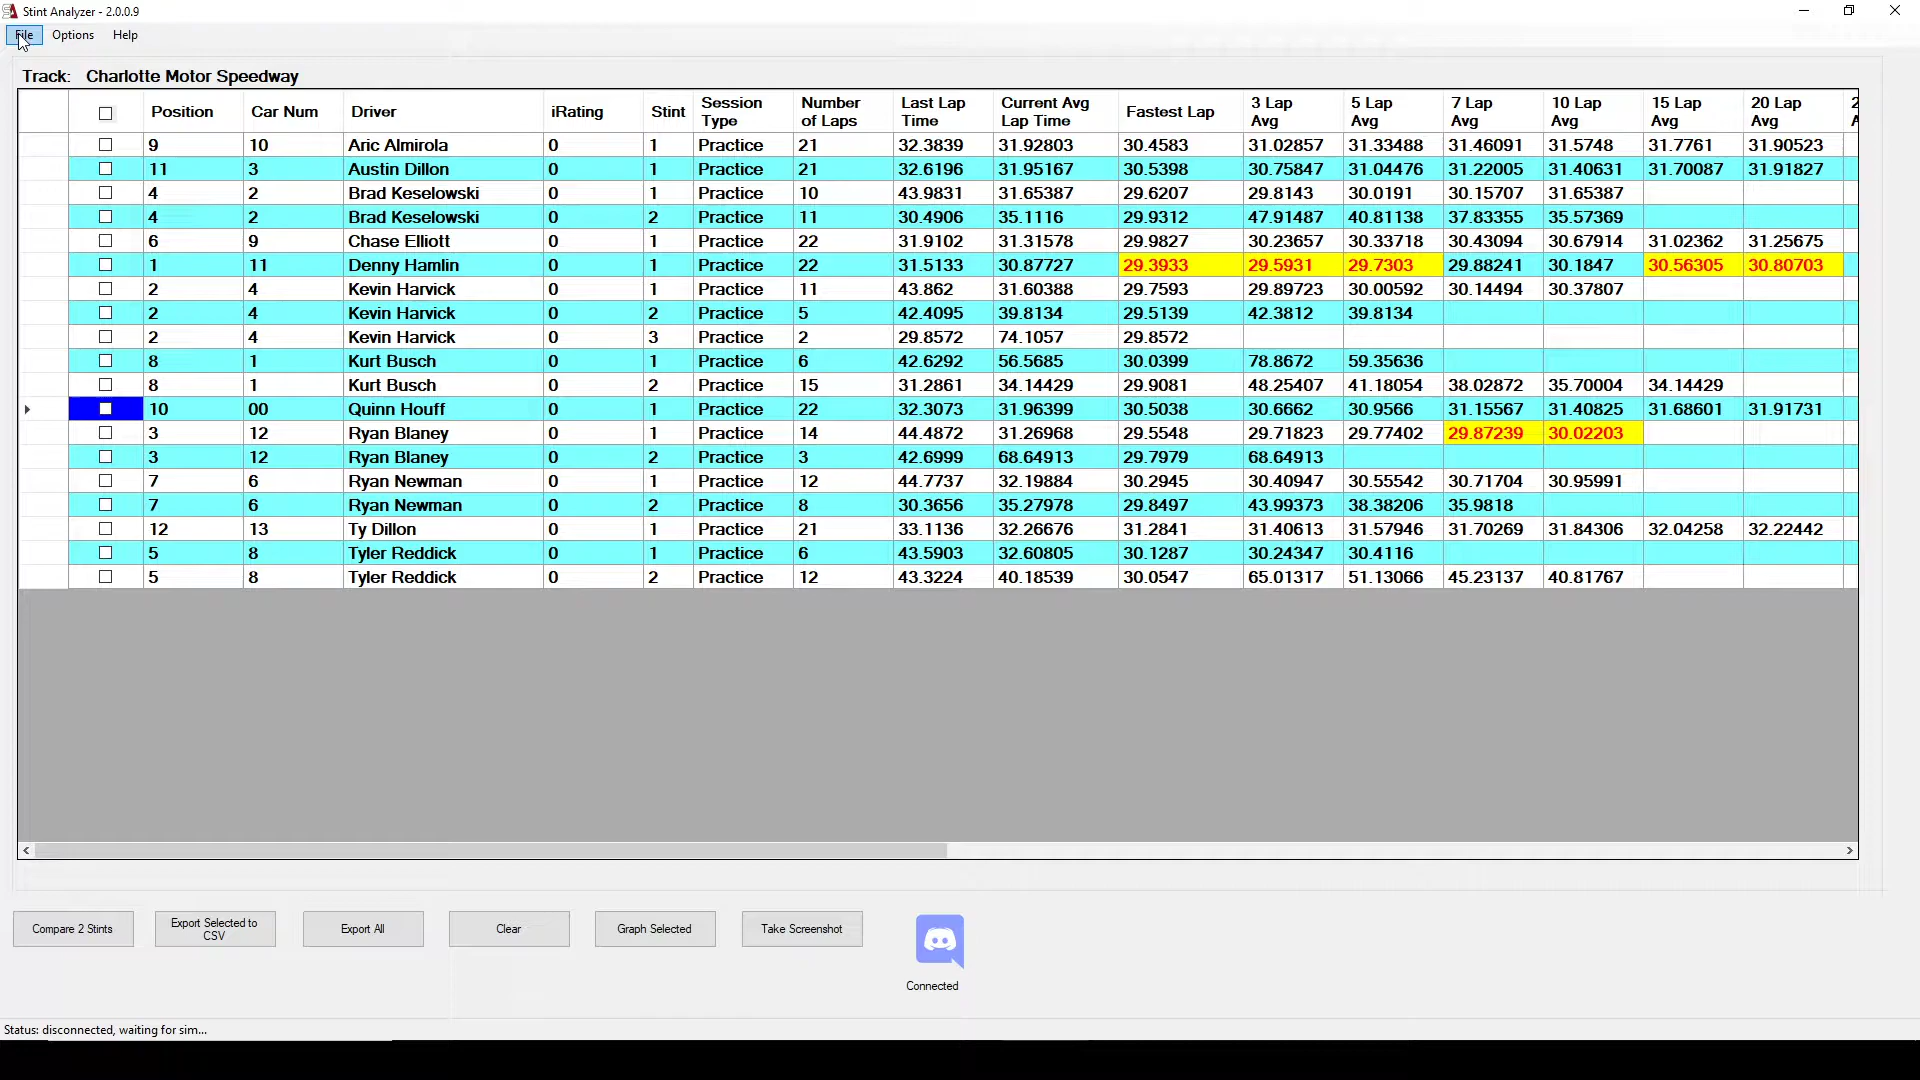 Stint Analyzer - 2.0.0.9
File Options Help
Track: Charlotte Motor Speedway
Position Car Num Driver iRating Stint Session Type Number of Laps Last Lap Time Current Avg Lap Time Fastest Lap 3 Lap Avg 5 Lap Avg 7 Lap Avg 10 Lap Avg 15 Lap Avg 20 Lap Avg
9 10 Aric Almirola 0 1 Practice 21 32.3839 31.92803 30.4583 31.02857 31.33488 31.46091 31.5748 31.7761 31.90523
11 3 Austin Dillon 0 1 Practice 21 32.6196 31.95167 30.5398 30.75847 31.04476 31.22005 31.40631 31.70087 31.91827
4 2 Brad Keselowski 0 1 Practice 10 43.9831 31.65387 29.6207 29.8143 30.0191 30.15707 31.65387
4 2 Brad Keselowski 0 2 Practice 11 30.4906 35.1116 29.9312 47.91487 40.81138 37.83355 35.57369
6 9 Chase Elliott 0 1 Practice 22 31.9102 31.31578 29.9827 30.23657 30.33718 30.43094 30.67914 31.02362 31.25675
1 11 Denny Hamlin 0 1 Practice 22 31.5133 30.87727 29.3933 29.5931 29.7303 29.88241 30.1847 30.56305 30.80703
2 4 Kevin Harvick 0 1 Practice 11 43.862 31.60388 29.7593 29.89723 30.00592 30.14494 30.37807
2 4 Kevin Harvick 0 2 Practice 5 42.4095 39.8134 29.5139 42.3812 39.8134
2 4 Kevin Harvick 0 3 Practice 2 29.8572 74.1057 29.8572
8 1 Kurt Busch 0 1 Practice 6 42.6292 56.5685 30.0399 78.8672 59.35636
8 1 Kurt Busch 0 2 Practice 15 31.2861 34.14429 29.9081 48.25407 41.18054 38.02872 35.70004 34.14429
10 00 Quinn Houff 0 1 Practice 22 32.3073 31.96399 30.5038 30.6662 30.9566 31.15567 31.40825 31.68601 31.91731
3 12 Ryan Blaney 0 1 Practice 14 44.4872 31.26968 29.5548 29.71823 29.77402 29.87239 30.02203
3 12 Ryan Blaney 0 2 Practice 3 42.6999 68.64913 29.7979 68.64913
7 6 Ryan Newman 0 1 Practice 12 44.7737 32.19884 30.2945 30.40947 30.55542 30.71704 30.95991
7 6 Ryan Newman 0 2 Practice 8 30.3656 35.27978 29.8497 43.99373 38.38206 35.9818
12 13 Ty Dillon 0 1 Practice 21 33.1136 32.26676 31.2841 31.40613 31.57946 31.70269 31.84306 32.04258 32.22442
5 8 Tyler Reddick 0 1 Practice 6 43.5903 32.60805 30.1287 30.24347 30.4116
5 8 Tyler Reddick 0 2 Practice 12 43.3224 40.18539 30.0547 65.01317 51.13066 45.23137 40.81767
Compare 2 Stints
Export Selected to
CSV
Export All
Clear
Graph Selected
Take Screenshot
Connected
Status: disconnected, waiting for sim...